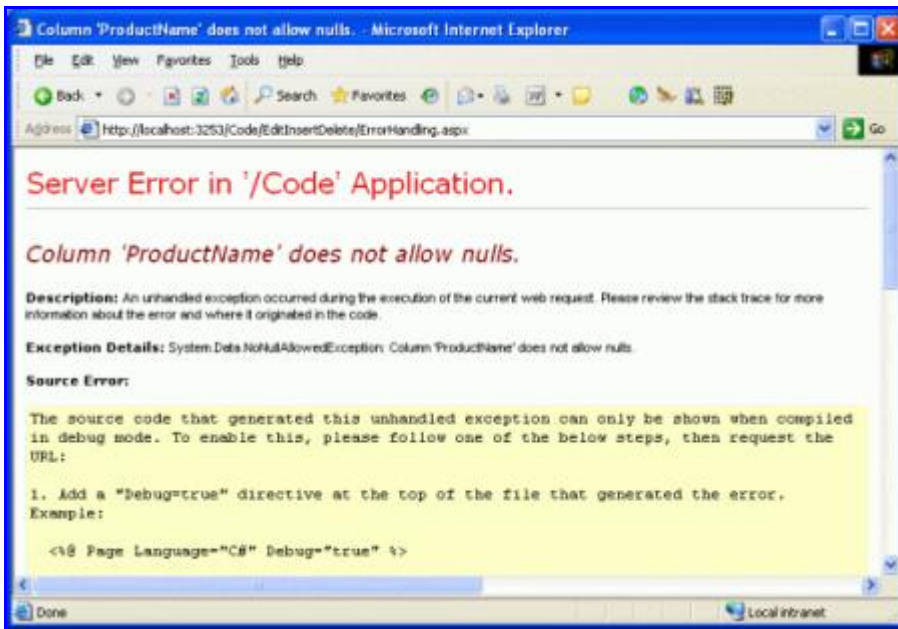 Column 'ProductName' does not allow nulls. - Microsoft Internet Explorer
File Edit View Favorites Tools Help
Back Search Favorites
Address http://localhost:3253/Code/EditInsertDelete/ErrorHandling.aspx Go
Server Error in '/Code' Application.
Column 'ProductName' does not allow nulls.
Description: An unhandled exception occurred during the execution of the current web request. Please review the stack trace for more
information about the error and where it originated in the code.
Exception Details: System.Data.NoNullAllowedException: Column 'ProductName' does not allow nulls.
Source Error:
The source code that generated this unhandled exception can only be shown when compiled
in debug mode. To enable this, please follow one of the below steps, then request the
URL:
1. Add a "Debug=true" directive at the top of the file that generated the error.
Example:
<%@ Page Language="C#" Debug="true" %>
Done Local intranet